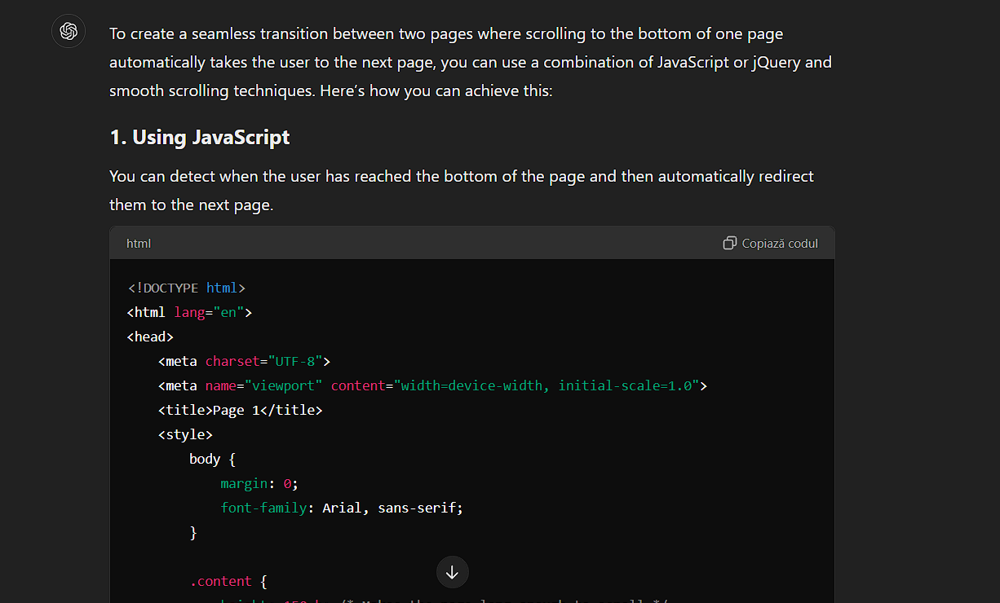 To create a seamless transition between two pages where scrolling to the bottom of one page
automatically takes the user to the next page, you can use a combination of JavaScript or jQuery and
smooth scrolling techniques. Here’s how you can achieve this:
1. Using JavaScript
You can detect when the user has reached the bottom of the page and then automatically redirect
them to the next page.
html
Copiază codul
<!DOCTYPE html>
<html lang="en">
<head>
    <meta charset="UTF-8">
    <meta name="viewport" content="width=device-width, initial-scale=1.0">
    <title>Page 1</title>
    <style>
        body {
            margin: 0;
            font-family: Arial, sans-serif;
        }
        .content {